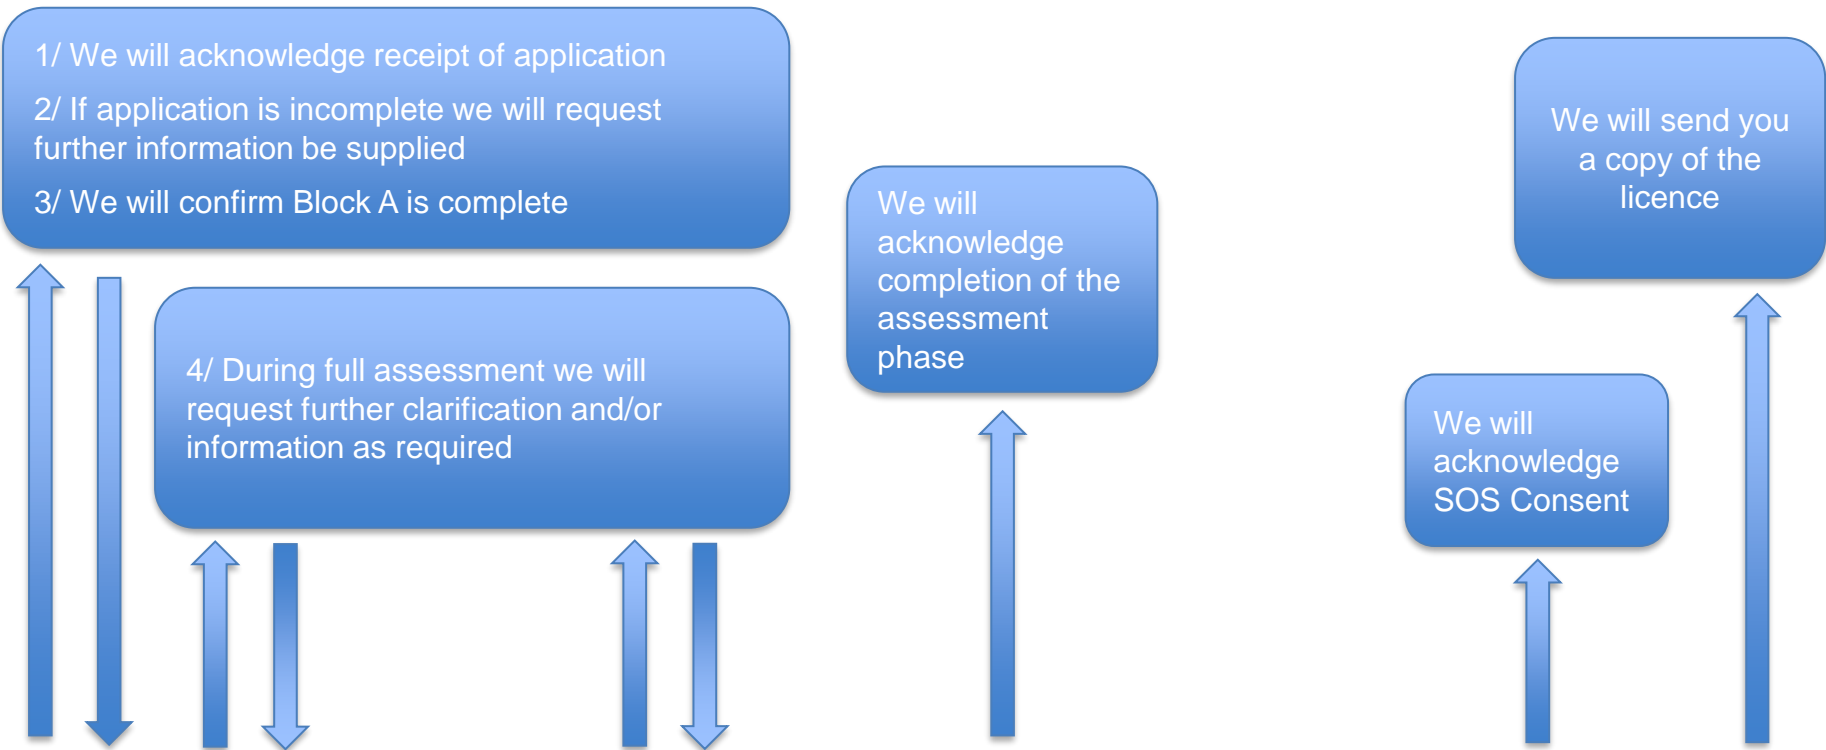 1/ We will acknowledge receipt of application
2/ If application is incomplete we will request
further information be supplied
3/ We will confirm Block A is complete
4/ During full assessment we will
request further clarification and/or
information as required
We will
acknowledge
completion of the
assessment
phase
We will
acknowledge
SOS Consent
We will send you
a copy of the
licence